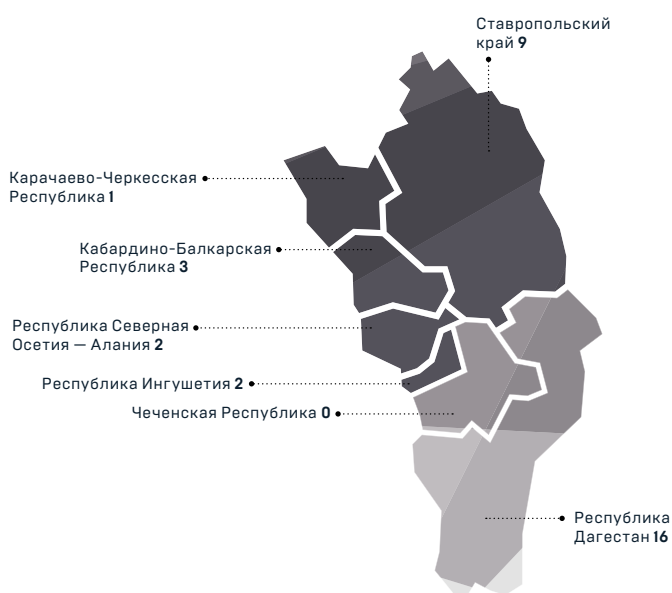 Ставропольский
край 9
Карачаево-Черкесская
Республика 1
Кабардино-Балкарская
Республика 3
Республика Северная
Осетия — Алания 2
Республика Ингушетия 2
Чеченская Республика 0
Республика
Дагестан 16